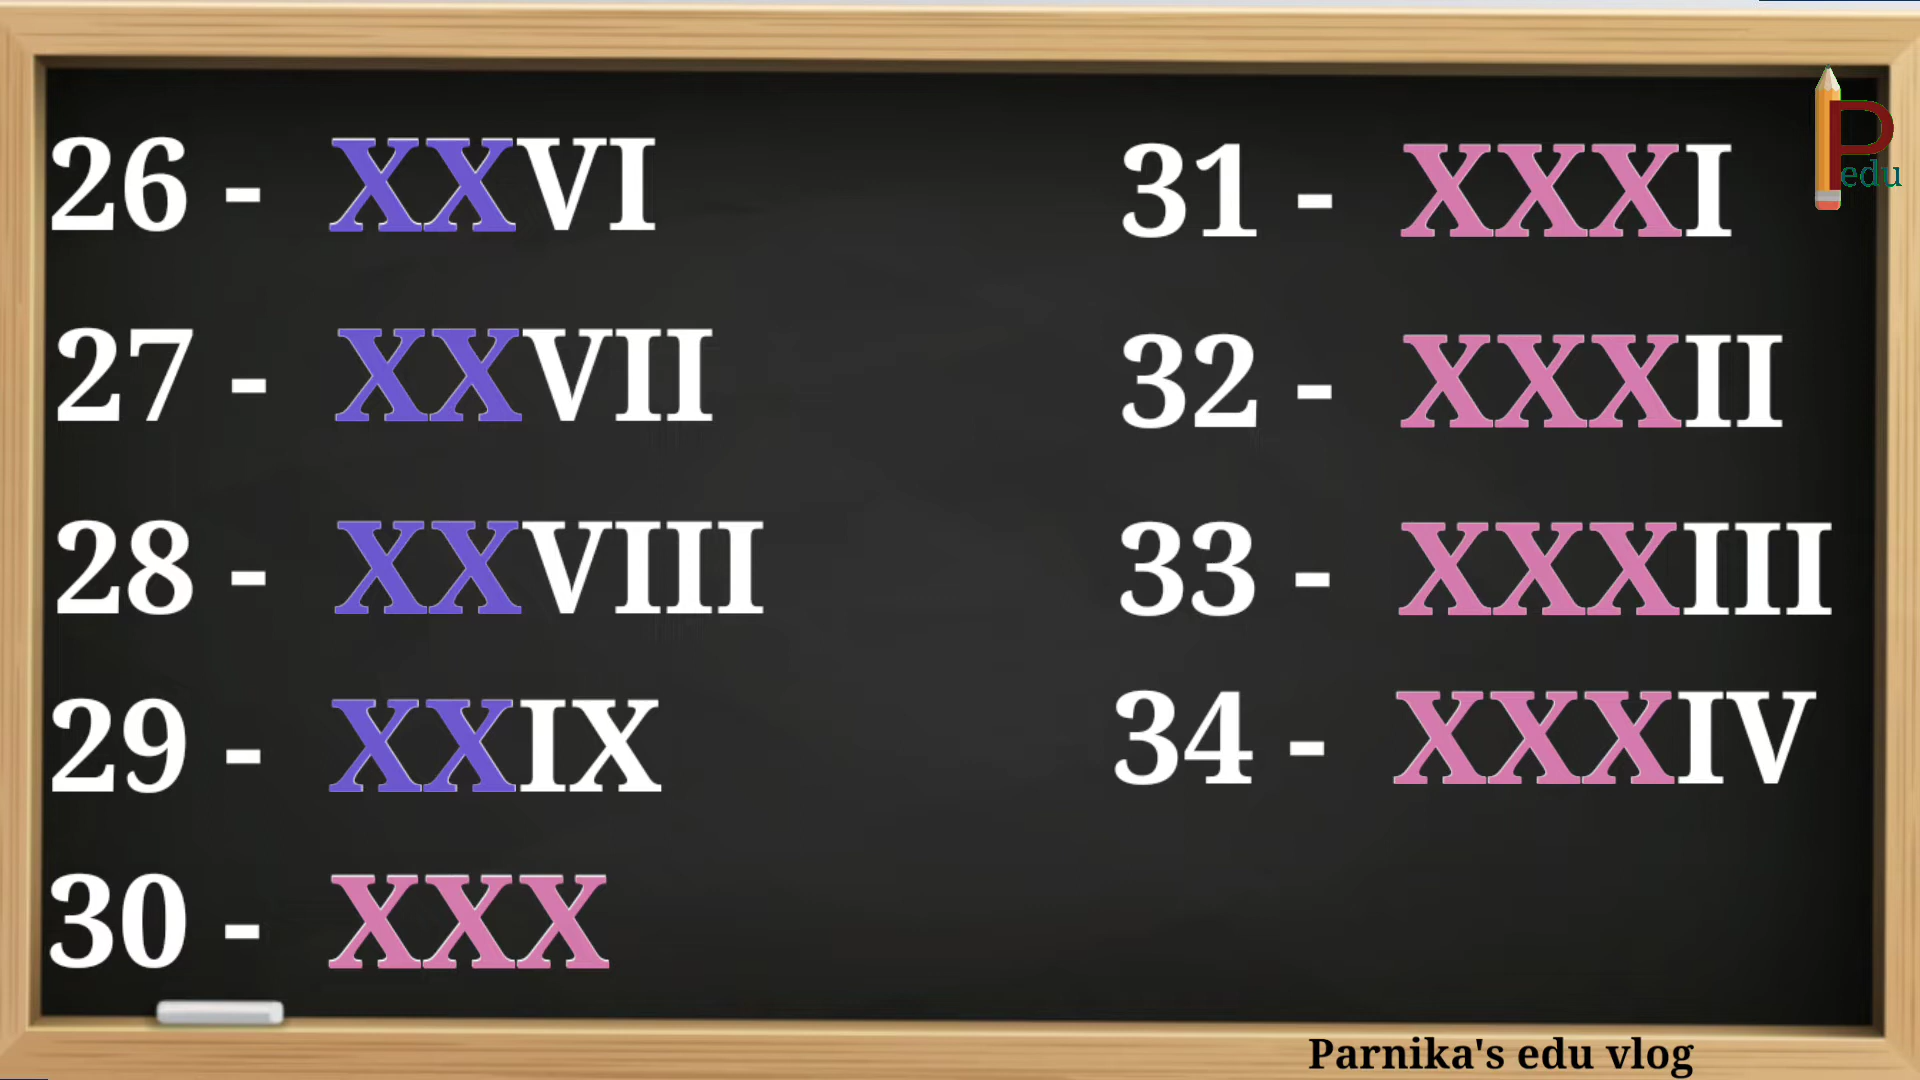 26 - XXVI
27 - XXVII
28 - XXVIII
29 - XXIX
30 - XXX
31 - XXXI
32 - XXXII
33 - XXXIII
34 - XXXIV
P
edu
Parnika's edu vlog